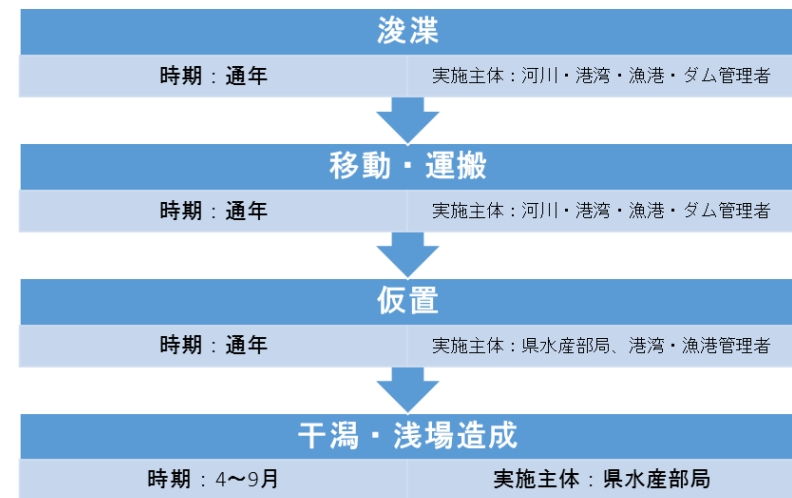 浚渫
時期：通年
実施主体：河川・港湾・漁港・ダム管理者
移動・運搬
時期：通年
実施主体：河川・港湾・漁港・ダム管理者
仮置
時期：通年
実施主体：県水産部局、港湾・漁港管理者
干潟・浅場造成
時期：4～9月
実施主体：県水産部局